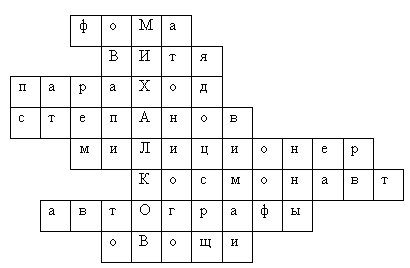 фоМа
ВИтя
параХод
степАнов
миЛиционер
Космонавт
автОграфы
оВощи